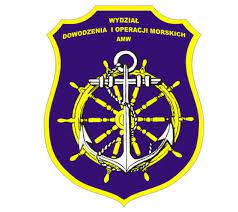 WYDZIAŁ
DOWODZENIA I OPERACJI MORSKICH
AMW